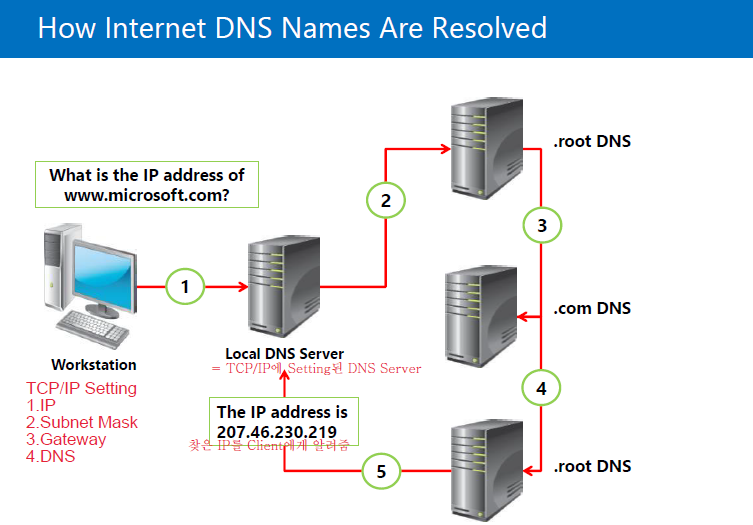 How Internet DNS Names Are Resolved
.root DNS
What is the IP address of
www.microsoft.com?
2
3
1
.com DNS
Workstation
Local DNS Server
= TCP/IP에 Setting된 DNS Server
TCP/IP Setting
1.IP
2.Subnet Mask
3.Gateway
4.DNS
4
The IP address is
207.46.230.219
찾은 IP를 Client에게 알려줌
5
.root DNS